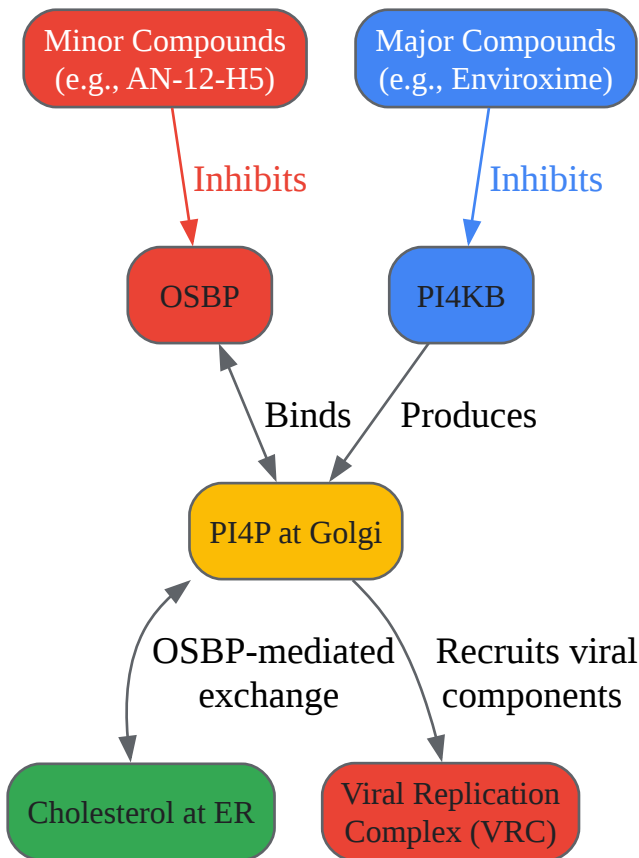 Minor Compounds
(e.g., AN-12-H5)
Major Compounds
(e.g., Enviroxime)
Inhibits
Inhibits
OSBP
PI4KB
Binds
Produces
PI4P at Golgi
OSBP-mediated
exchange
Recruits viral
components
Cholesterol at ER
Viral Replication
Complex (VRC)